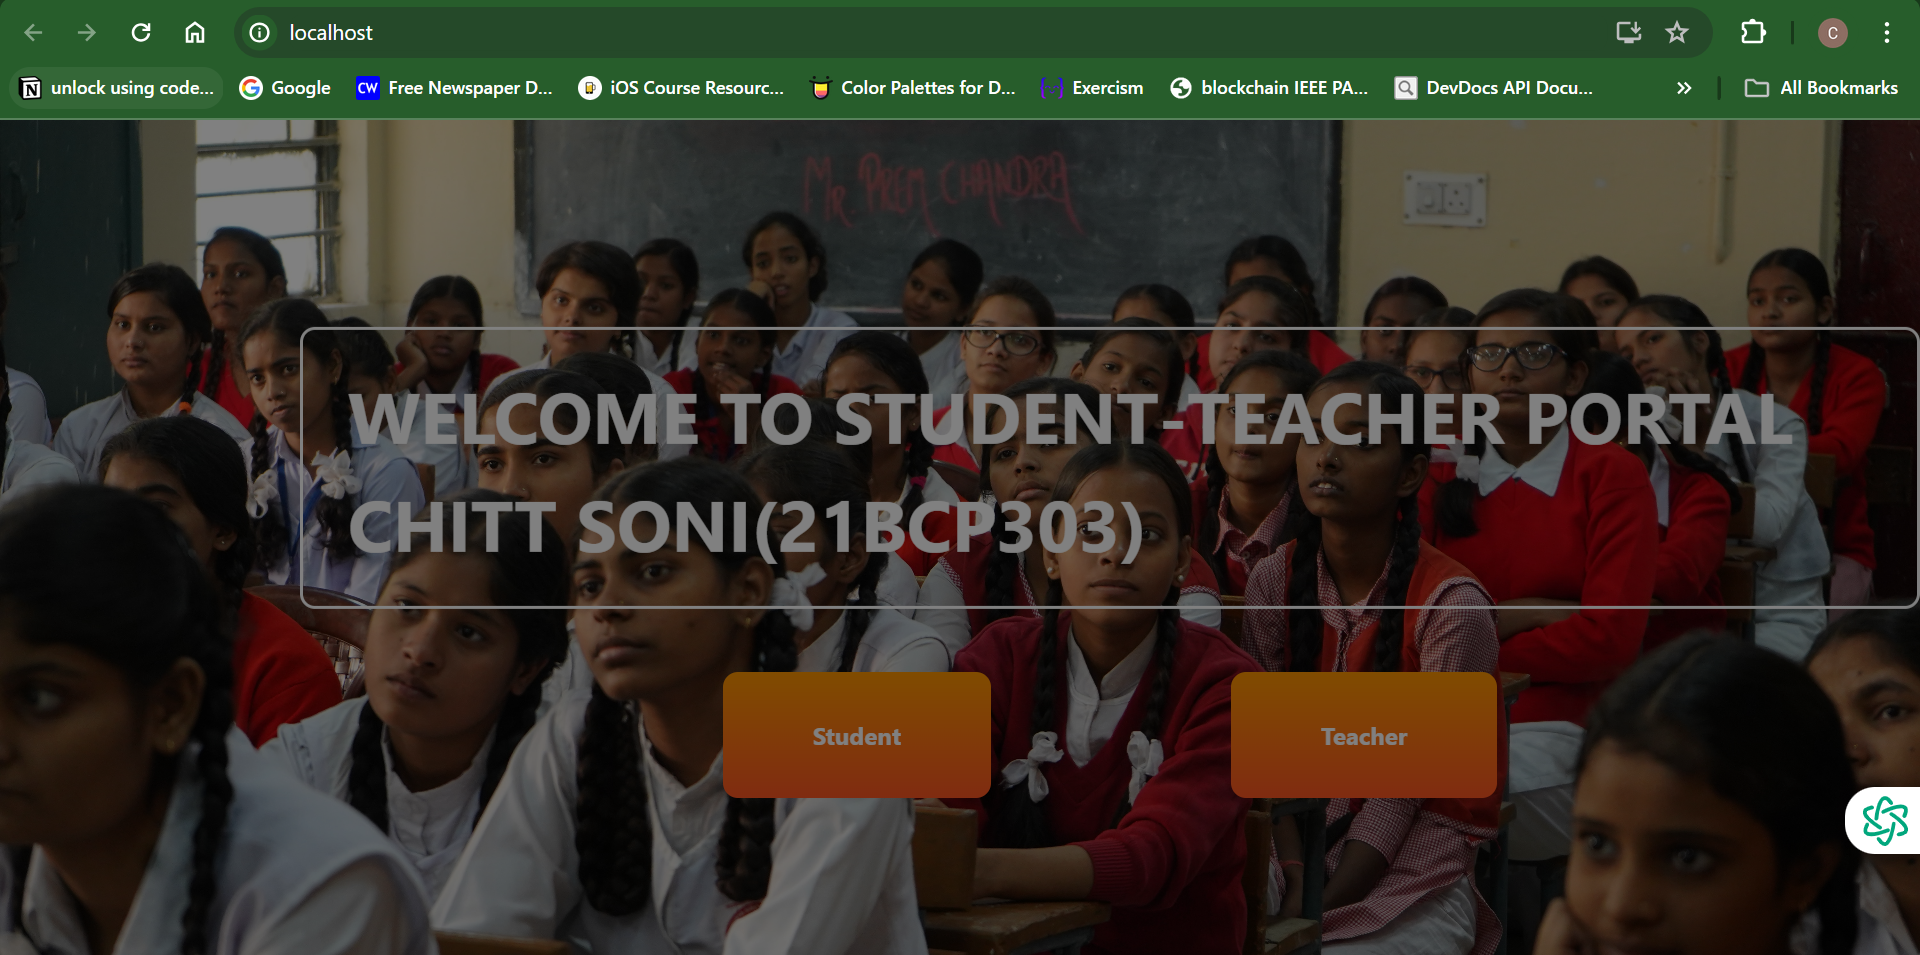 localhost
C
unlock using code...
Google
CW
Free Newspaper D...
iOS Course Resourc...
Color Palettes for D...
Exercism
blockchain IEEE PA...
DevDocs API Docu...
All Bookmarks
MR. PREM CHANDRA
WELCOME TO STUDENT-TEACHER PORTAL
CHITT SONI(21BCP303)
Student
Teacher